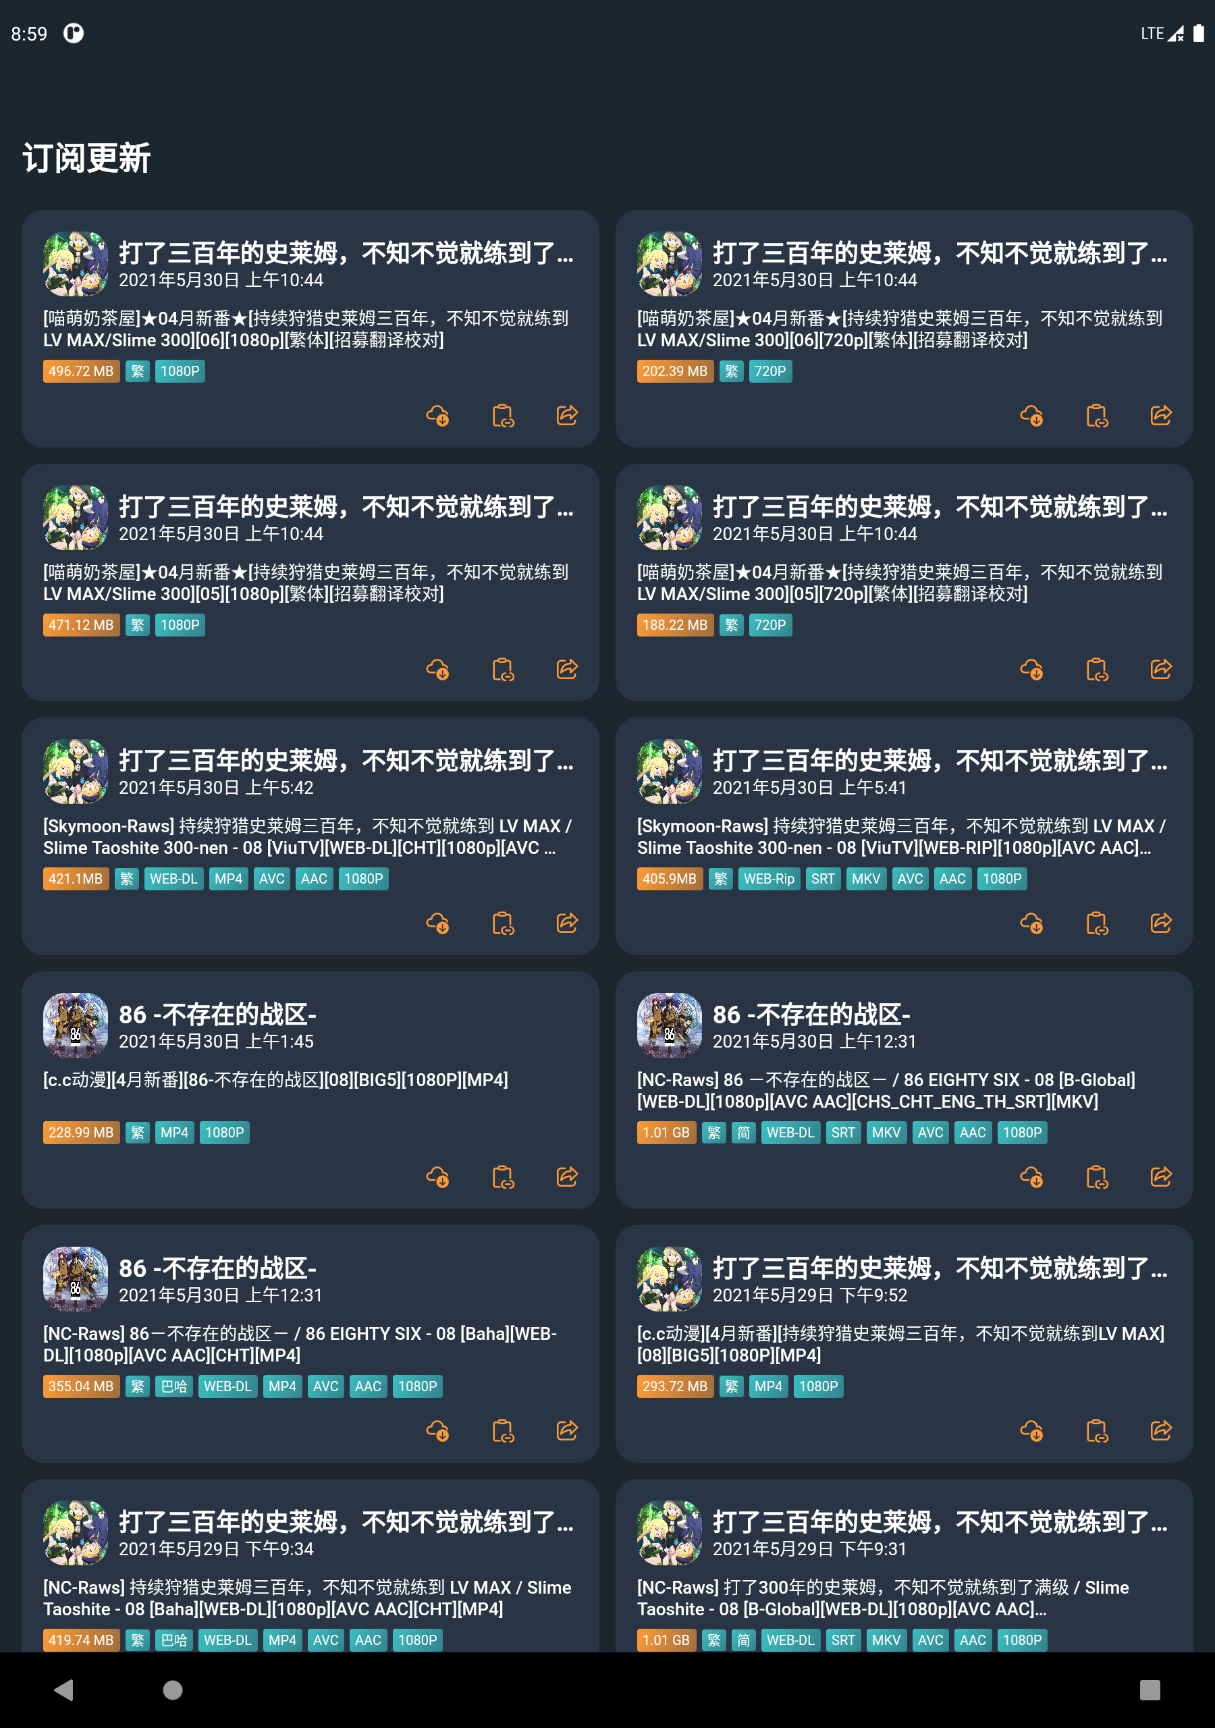 8:59
LTE
订阅更新
打了三百年的史莱姆，不知不觉就练到了...
2021年5月30日 上午10:44
[喵萌奶茶屋]★04月新番★[持续狩猎史莱姆三百年，不知不觉就练到
LV MAX/Slime 300][06][1080p][繁体][招募翻译校对]
496.72 MB 繁 1080P
打了三百年的史莱姆，不知不觉就练到了...
2021年5月30日 上午10:44
[喵萌奶茶屋]★04月新番★[持续狩猎史莱姆三百年，不知不觉就练到
LV MAX/Slime 300][06][720p][繁体][招募翻译校对]
202.39 MB 繁 720P
打了三百年的史莱姆，不知不觉就练到了...
2021年5月30日 上午10:44
[喵萌奶茶屋]★04月新番★[持续狩猎史莱姆三百年，不知不觉就练到
LV MAX/Slime 300][05][1080p][繁体][招募翻译校对]
471.12 MB 繁 1080P
打了三百年的史莱姆，不知不觉就练到了...
2021年5月30日 上午10:44
[喵萌奶茶屋]★04月新番★[持续狩猎史莱姆三百年，不知不觉就练到
LV MAX/Slime 300][05][720p][繁体][招募翻译校对]
188.22 MB 繁 720P
打了三百年的史莱姆，不知不觉就练到了...
2021年5月30日 上午5:42
[Skymoon-Raws] 持续狩猎史莱姆三百年，不知不觉就练到 LV MAX /
Slime Taoshite 300-nen - 08 [ViuTV][WEB-DL][CHT][1080p][AVC ...
421.1MB 繁 WEB-DL MP4 AVC AAC 1080P
打了三百年的史莱姆，不知不觉就练到了...
2021年5月30日 上午5:41
[Skymoon-Raws] 持续狩猎史莱姆三百年，不知不觉就练到 LV MAX /
Slime Taoshite 300-nen - 08 [ViuTV][WEB-RIP][1080p][AVC AAC]...
405.9MB 繁 WEB-Rip SRT MKV AVC AAC 1080P
86 -不存在的战区-
2021年5月30日 上午1:45
[c.c动漫][4月新番][86-不存在的战区][08][BIG5][1080P][MP4]
228.99 MB 繁 MP4 1080P
86 -不存在的战区-
2021年5月30日 上午12:31
[NC-Raws] 86 －不存在的战区－ / 86 EIGHTY SIX - 08 [B-Global]
[WEB-DL][1080p][AVC AAC][CHS_CHT_ENG_TH_SRT][MKV]
1.01 GB 繁 简 WEB-DL SRT MKV AVC AAC 1080P
86 -不存在的战区-
2021年5月30日 上午12:31
[NC-Raws] 86－不存在的战区－ / 86 EIGHTY SIX - 08 [Baha][WEB-
DL][1080p][AVC AAC][CHT][MP4]
355.04 MB 繁 巴哈 WEB-DL MP4 AVC AAC 1080P
打了三百年的史莱姆，不知不觉就练到了...
2021年5月29日 下午9:52
[c.c动漫][4月新番][持续狩猎史莱姆三百年，不知不觉就练到LV MAX]
[08][BIG5][1080P][MP4]
293.72 MB 繁 MP4 1080P
打了三百年的史莱姆，不知不觉就练到了...
2021年5月29日 下午9:34
[NC-Raws] 持续狩猎史莱姆三百年，不知不觉就练到 LV MAX / Slime
Taoshite - 08 [Baha][WEB-DL][1080p][AVC AAC][CHT][MP4]
419.74 MB 繁 巴哈 WEB-DL MP4 AVC AAC 1080P
打了三百年的史莱姆，不知不觉就练到了...
2021年5月29日 下午9:31
[NC-Raws] 打了300年的史莱姆，不知不觉就练到了满级 / Slime
Taoshite - 08 [B-Global][WEB-DL][1080p][AVC AAC]...
1.01 GB 繁 简 WEB-DL SRT MKV AVC AAC 1080P